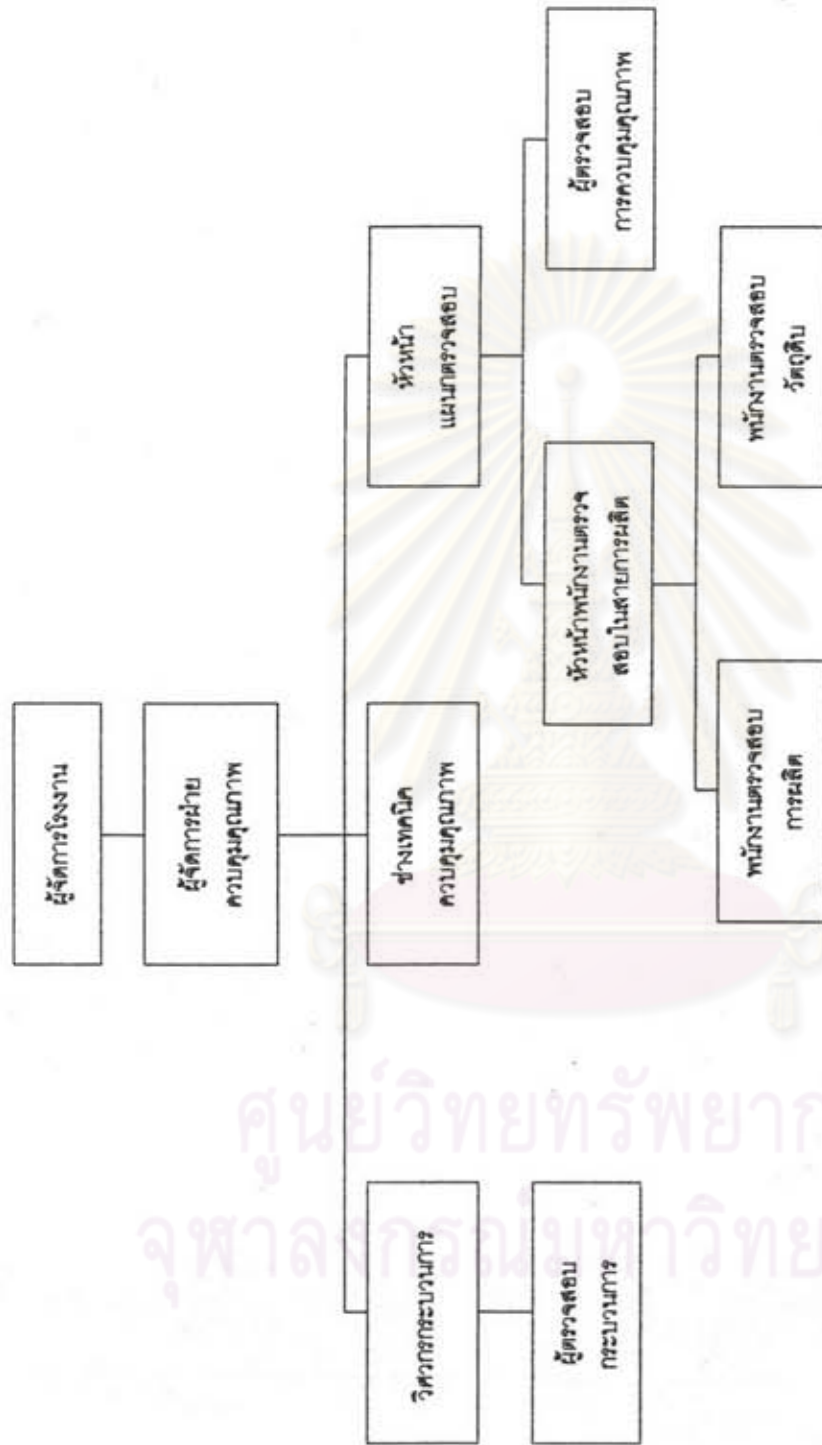 ผู้จัดการโรงงาน
ผู้จัดการฝ่าย
ควบคุมคุณภาพ
วิศวกรกระบวนการ
ช่างเทคนิค
ควบคุมคุณภาพ
หัวหน้า
แผนกตรวจสอบ
ผู้ตรวจสอบ
กระบวนการ
หัวหน้าพนักงานตรวจ
สอบในสายการผลิต
ผู้ตรวจสอบ
การควบคุมคุณภาพ
พนักงานตรวจสอบ
การผลิต
พนักงานตรวจสอบ
วัตถุดิบ
ศูนย์วิทยทรัพยาก
จุฬาลงกรณ์มหาวิทย